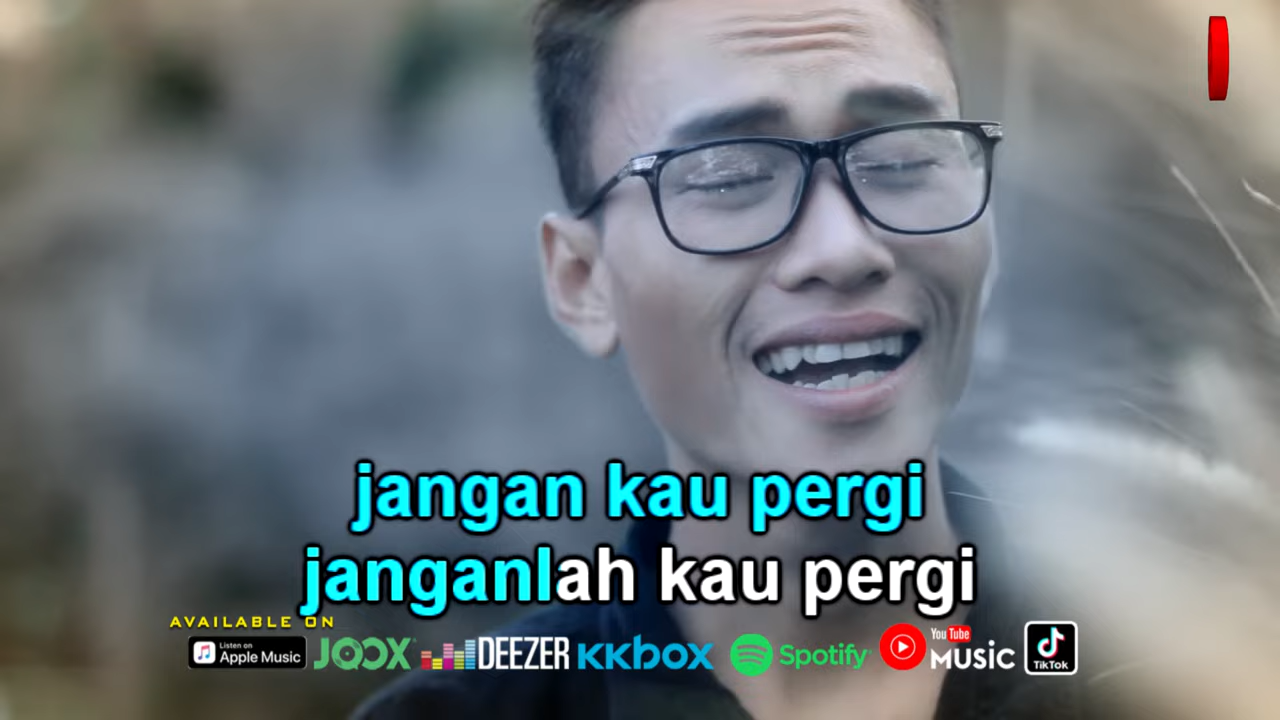 jangan kau pergi
janganlah kau pergi
AVAILABLE ON
Listen on
Apple Music JOOX DEEZER KKBOX Spotify YouTube MUSIC TikTok